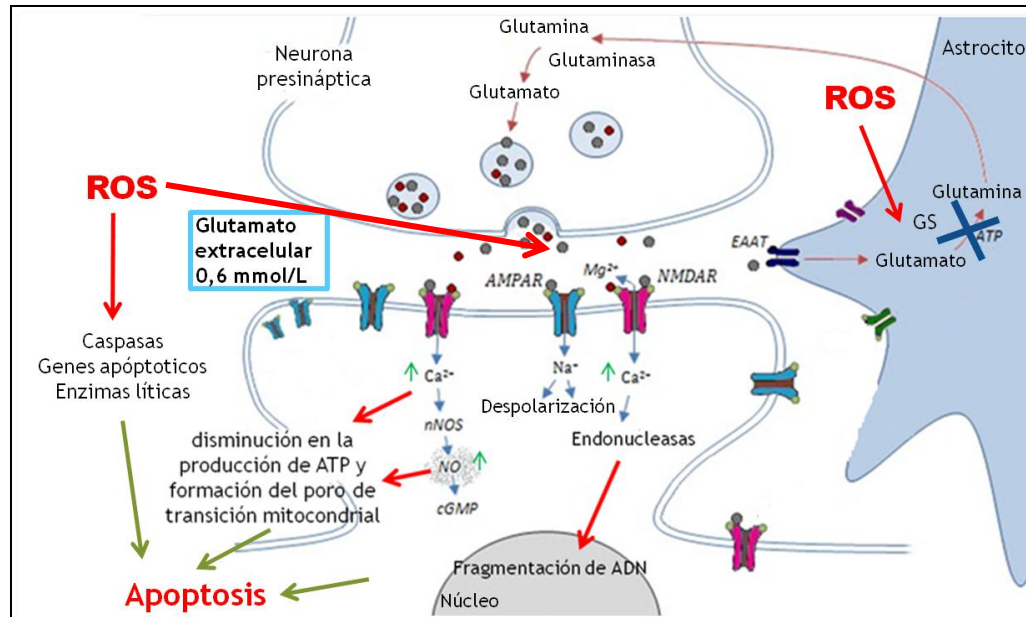 Neurona
presináptica
Glutamina
Glutaminasa
Glutamato
Astrocito
ROS
ROS
Glutamato
extracelular
0,6 mmol/L
Glutamina
GS
ATP
Glutamato
EAAT
AMPAR
Mg²⁺
NMDAR
Caspasas
Genes apóptoticos
Enzimas líticas
Ca²⁻
Na⁻
Ca²⁻
Despolarización
nNOS
Endonucleasas
disminución en la
producción de ATP y
formación del poro de
transición mitocondrial
NO
cGMP
Apoptosis
Fragmentación de ADN
Núcleo